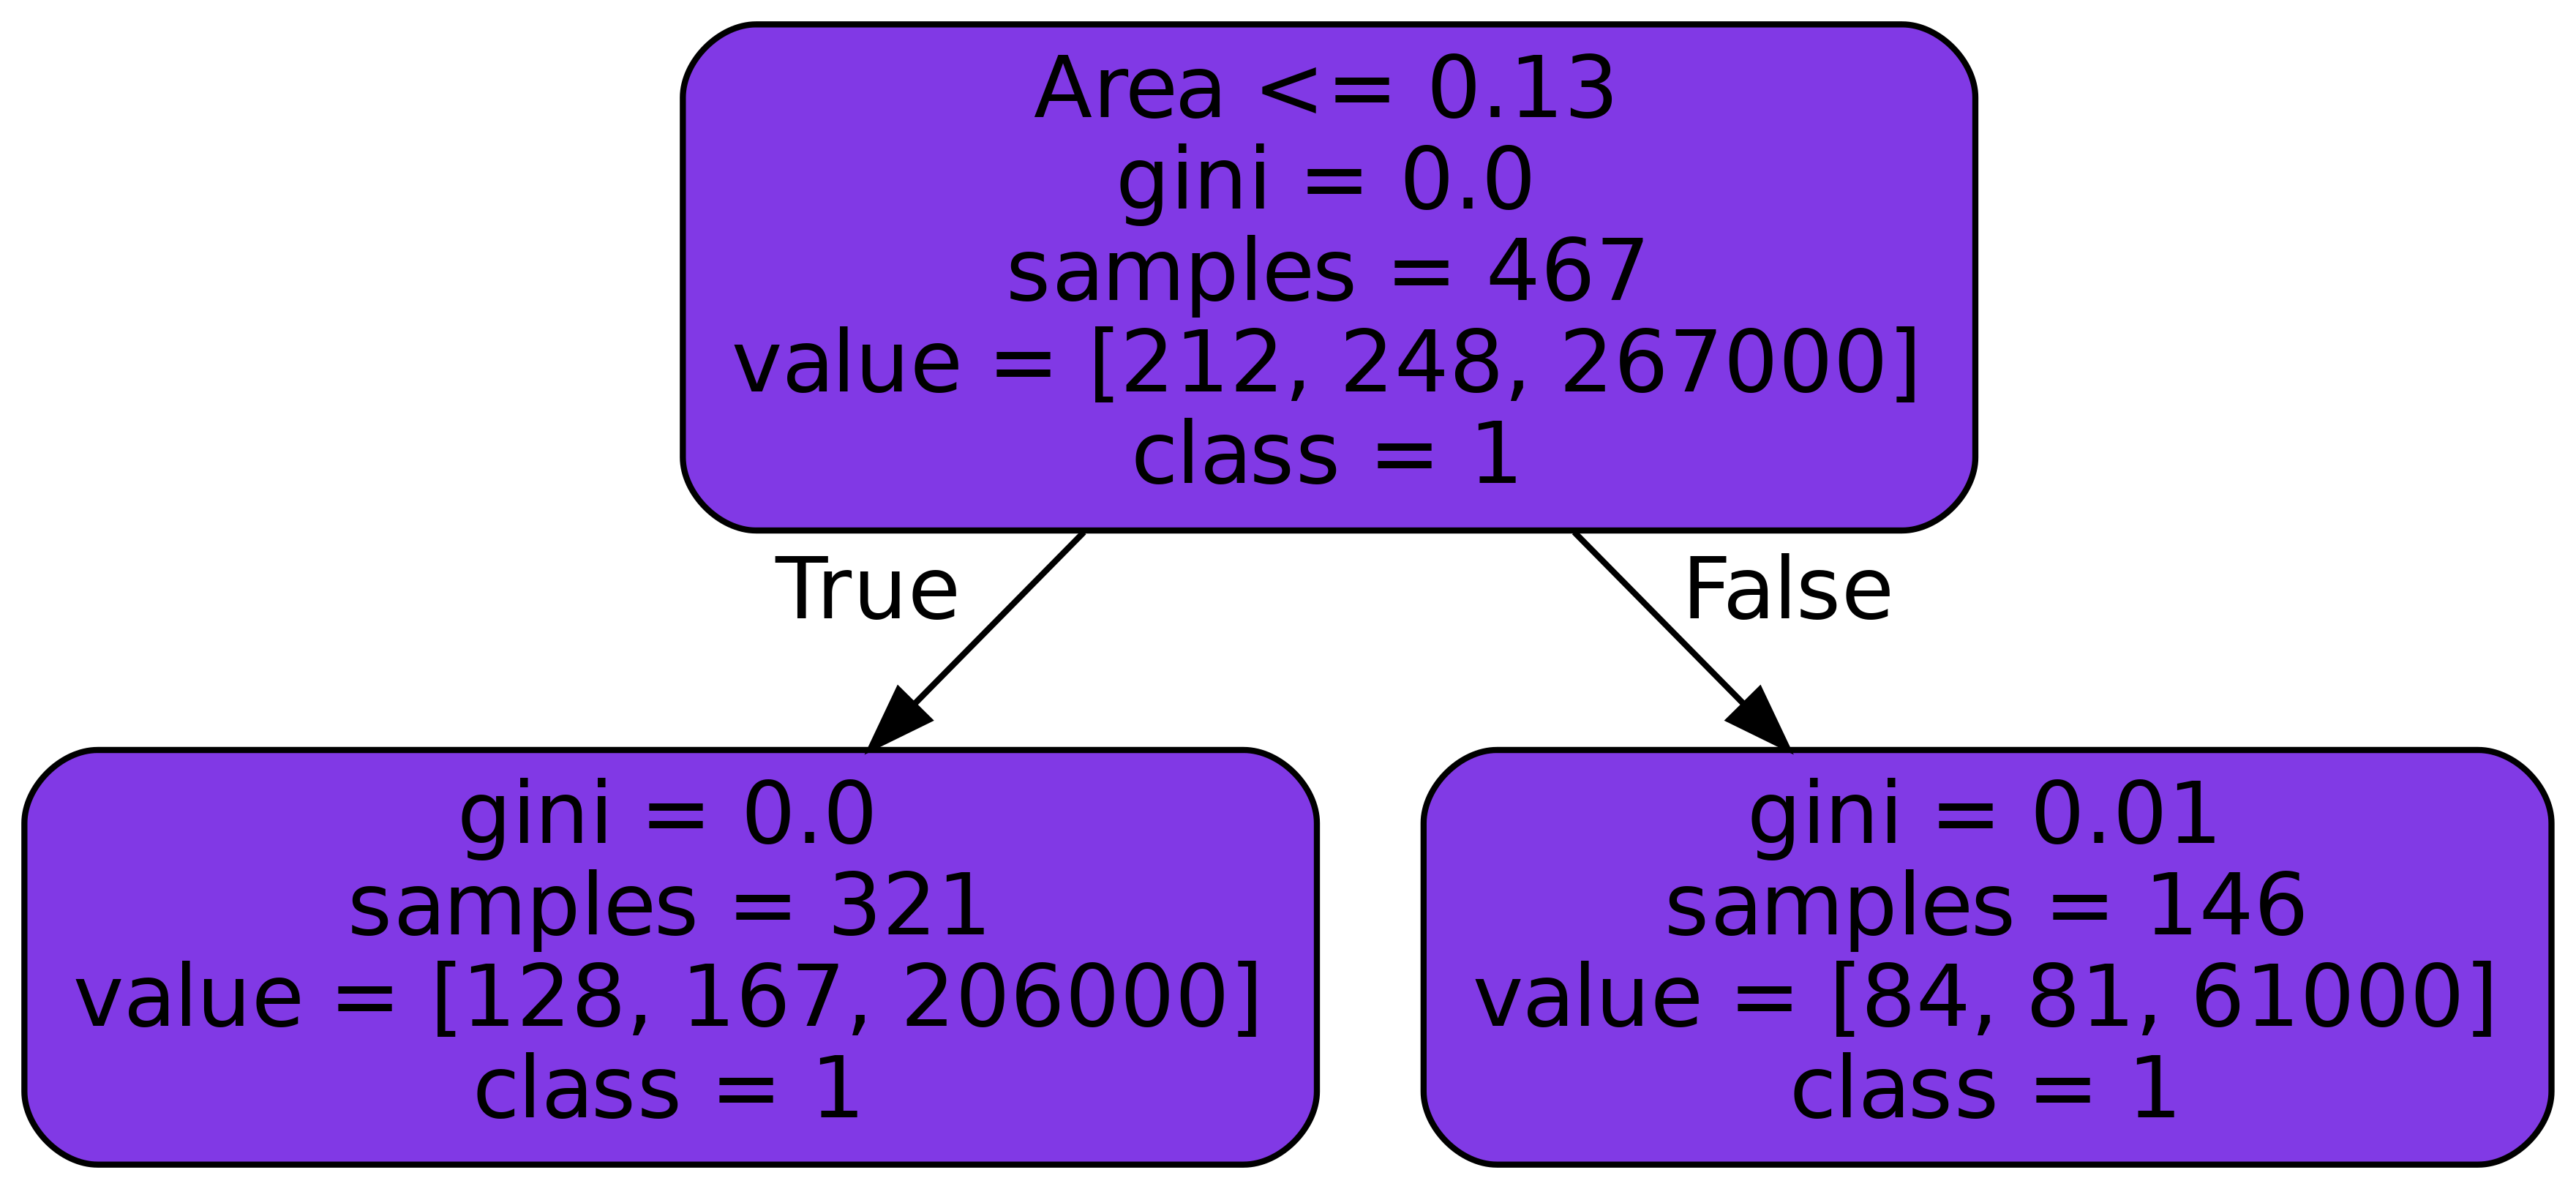 Area <= 0.13
gini = 0.0
samples = 467
value = [212, 248, 267000]
class = 1
True
False
gini = 0.0
samples = 321
value = [128, 167, 206000]
class = 1
gini = 0.01
samples = 146
value = [84, 81, 61000]
class = 1